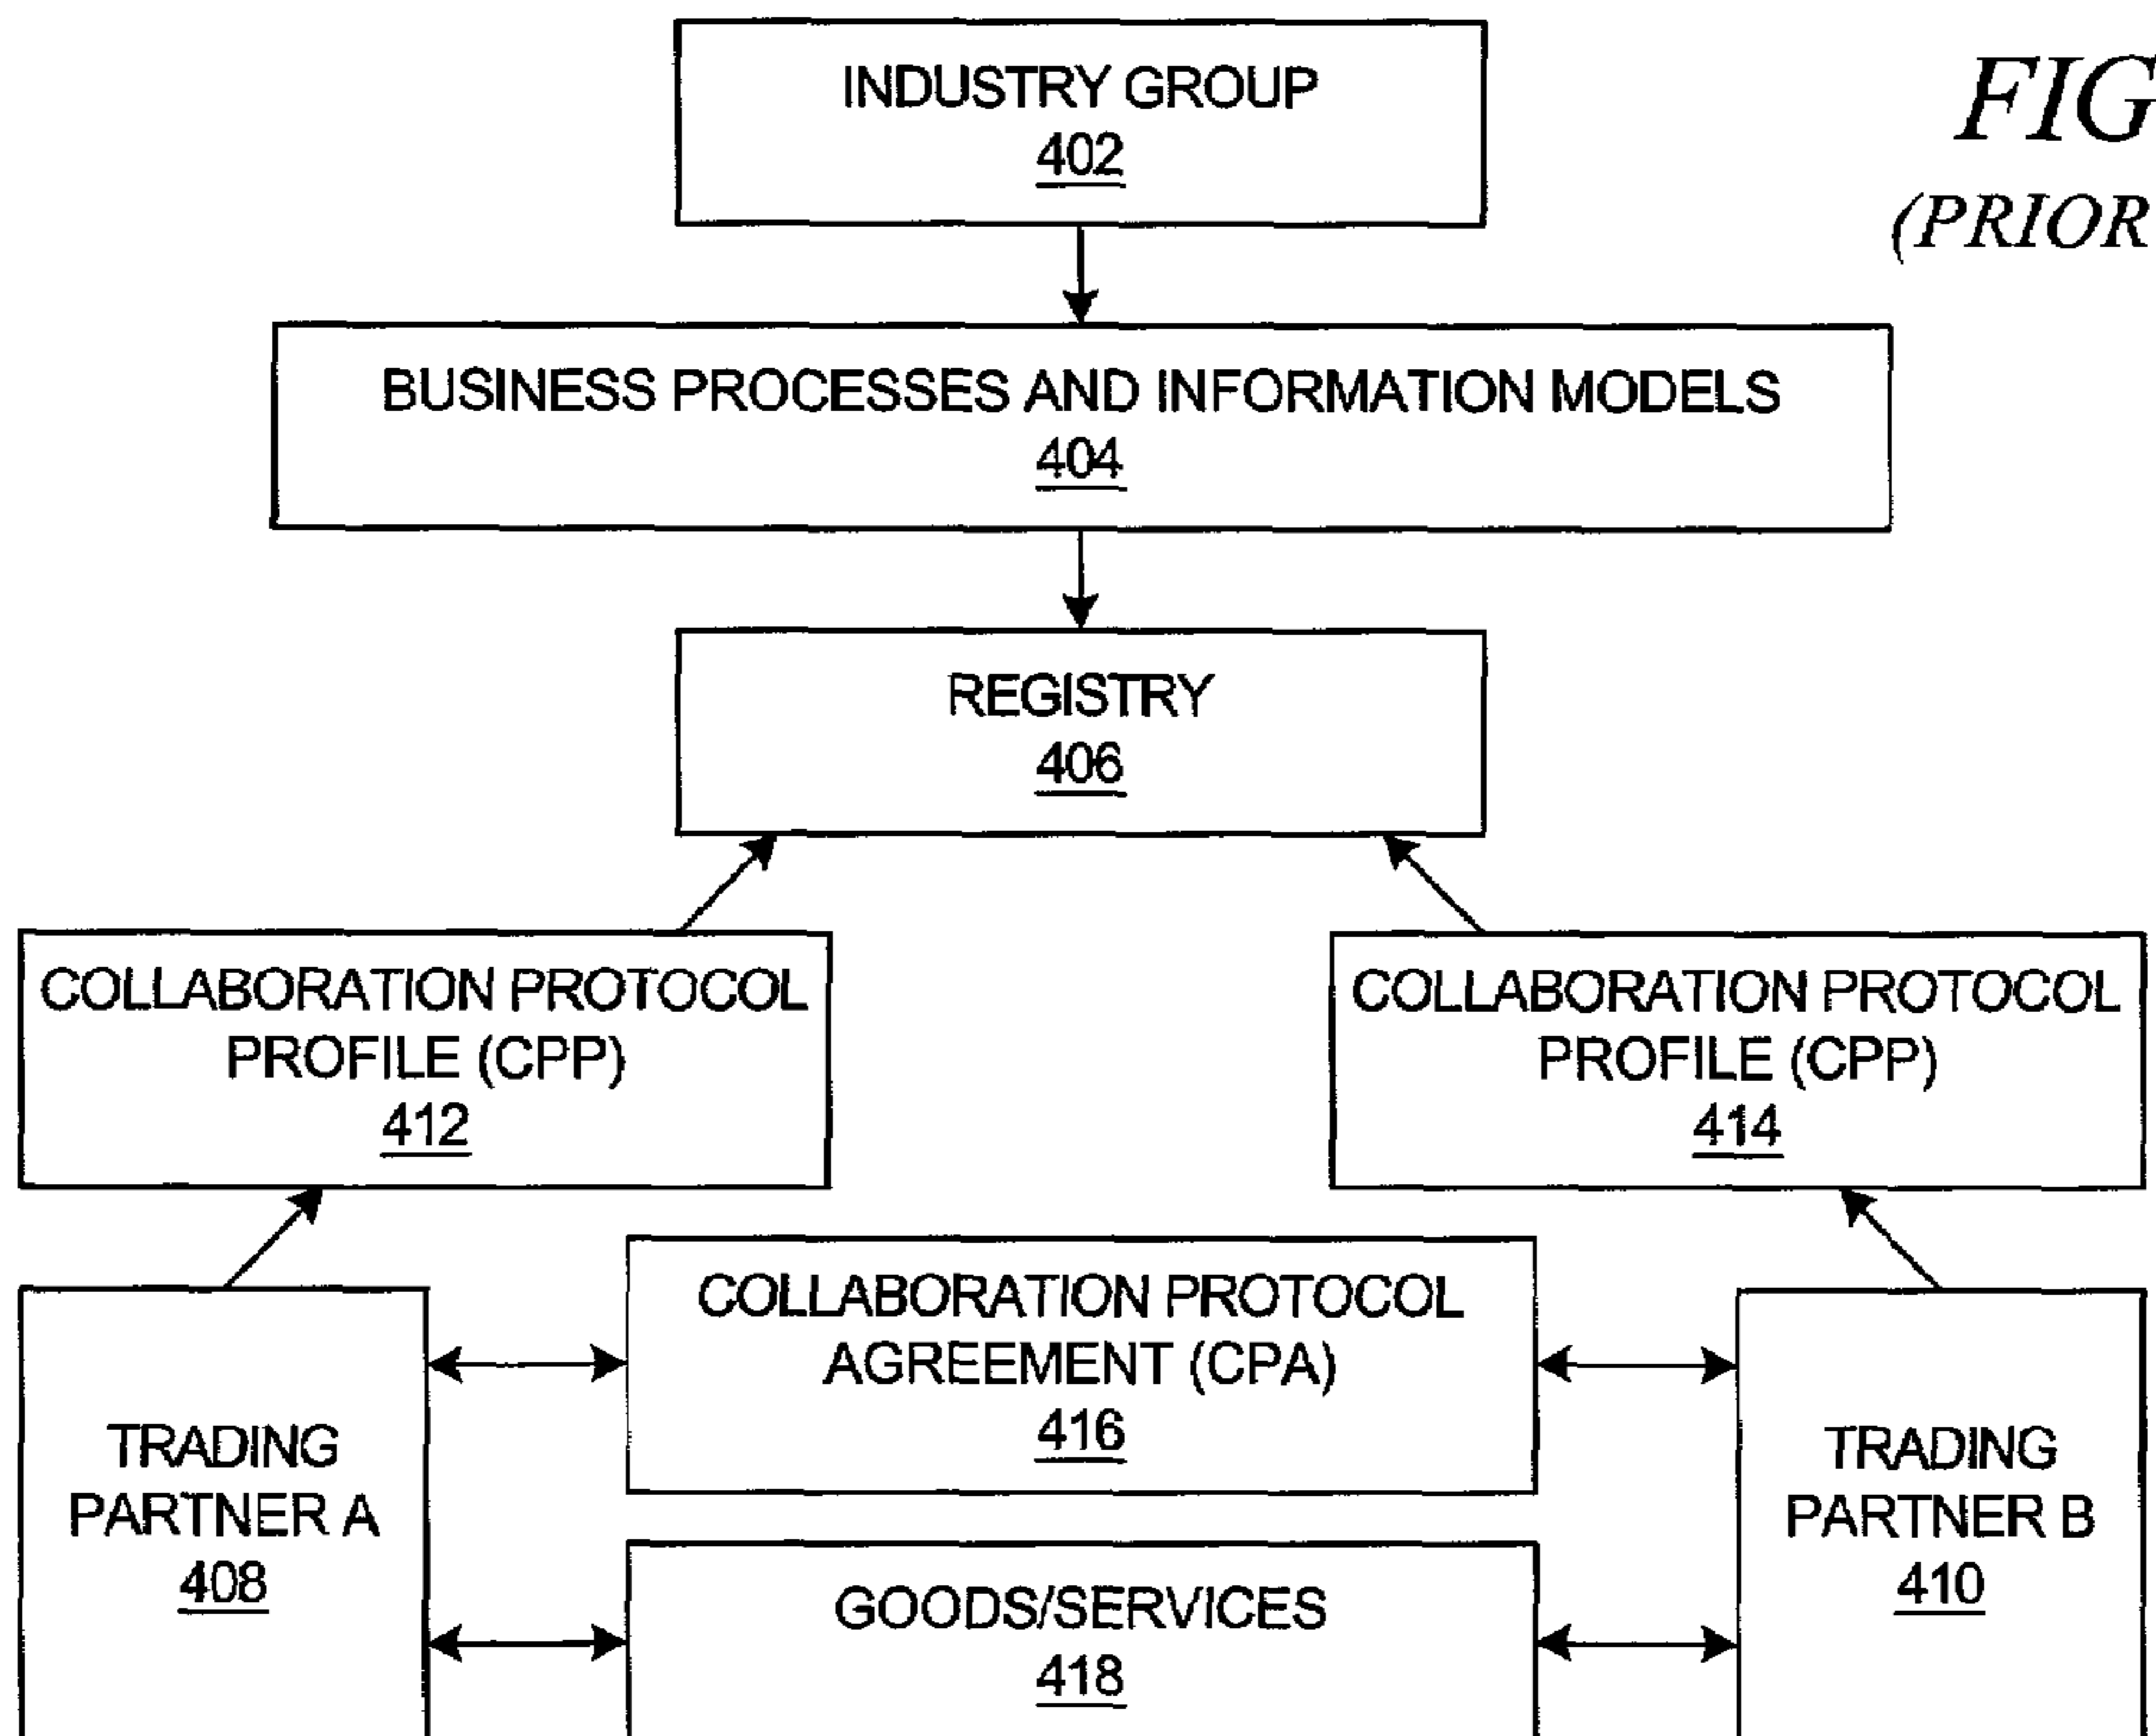 INDUSTRY GROUP
402
FIG
(PRIOR
BUSINESS PROCESSES AND INFORMATION MODELS
404
REGISTRY
406
COLLABORATION PROTOCOL
PROFILE (CPP)
412
COLLABORATION PROTOCOL
PROFILE (CPP)
414
TRADING
PARTNER A
408
COLLABORATION PROTOCOL
AGREEMENT (CPA)
416
GOODS/SERVICES
418
TRADING
PARTNER B
410